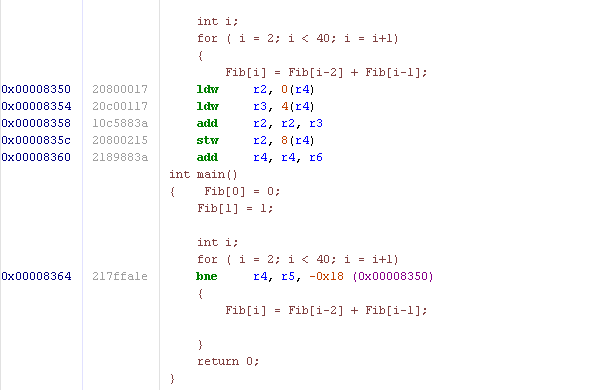 int i;
for ( i = 2; i < 40; i = i+1)
{
Fib[i] = Fib[i-2] + Fib[i-1];
0x00008350 20800017 ldw r2, 0(r4)
0x00008354 20c00117 ldw r3, 4(r4)
0x00008358 10c5883a add r2, r2, r3
0x0000835c 20800215 stw r2, 8(r4)
0x00008360 2189883a add r4, r4, r6
int main()
{ Fib[0] = 0;
Fib[1] = 1;
int i;
for ( i = 2; i < 40; i = i+1)
0x00008364 217ffa1e bne r4, r5, -0x18 (0x00008350)
{
Fib[i] = Fib[i-2] + Fib[i-1];
}
return 0;
}